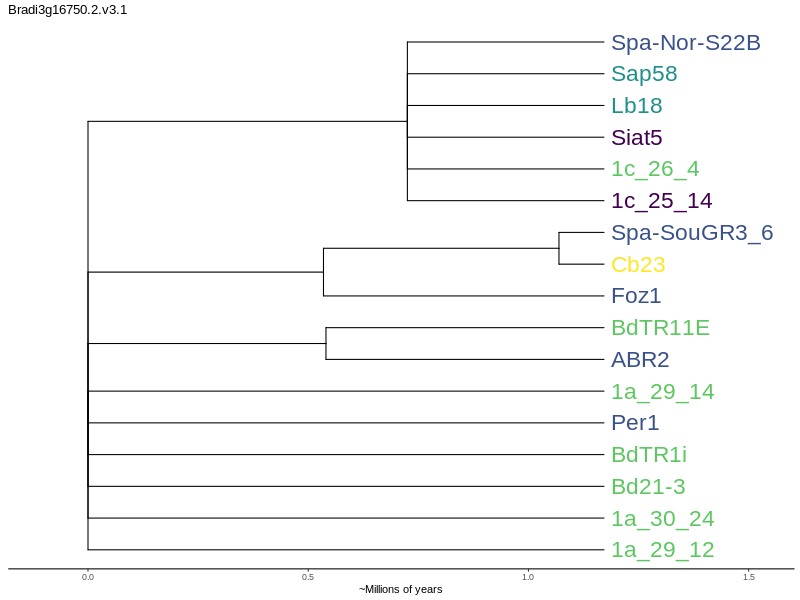 Bradi3g16750.2.v3.1
Spa-Nor-S22B
Sap58
Lb18
Siat5
1c_26_4
1c_25_14
Spa-SouGR3_6
Cb23
Foz1
BdTR11E
ABR2
1a_29_14
Per1
BdTR1i
Bd21-3
1a_30_24
1a_29_12
0.0 0.5 1.0 1.5
~Millions of years